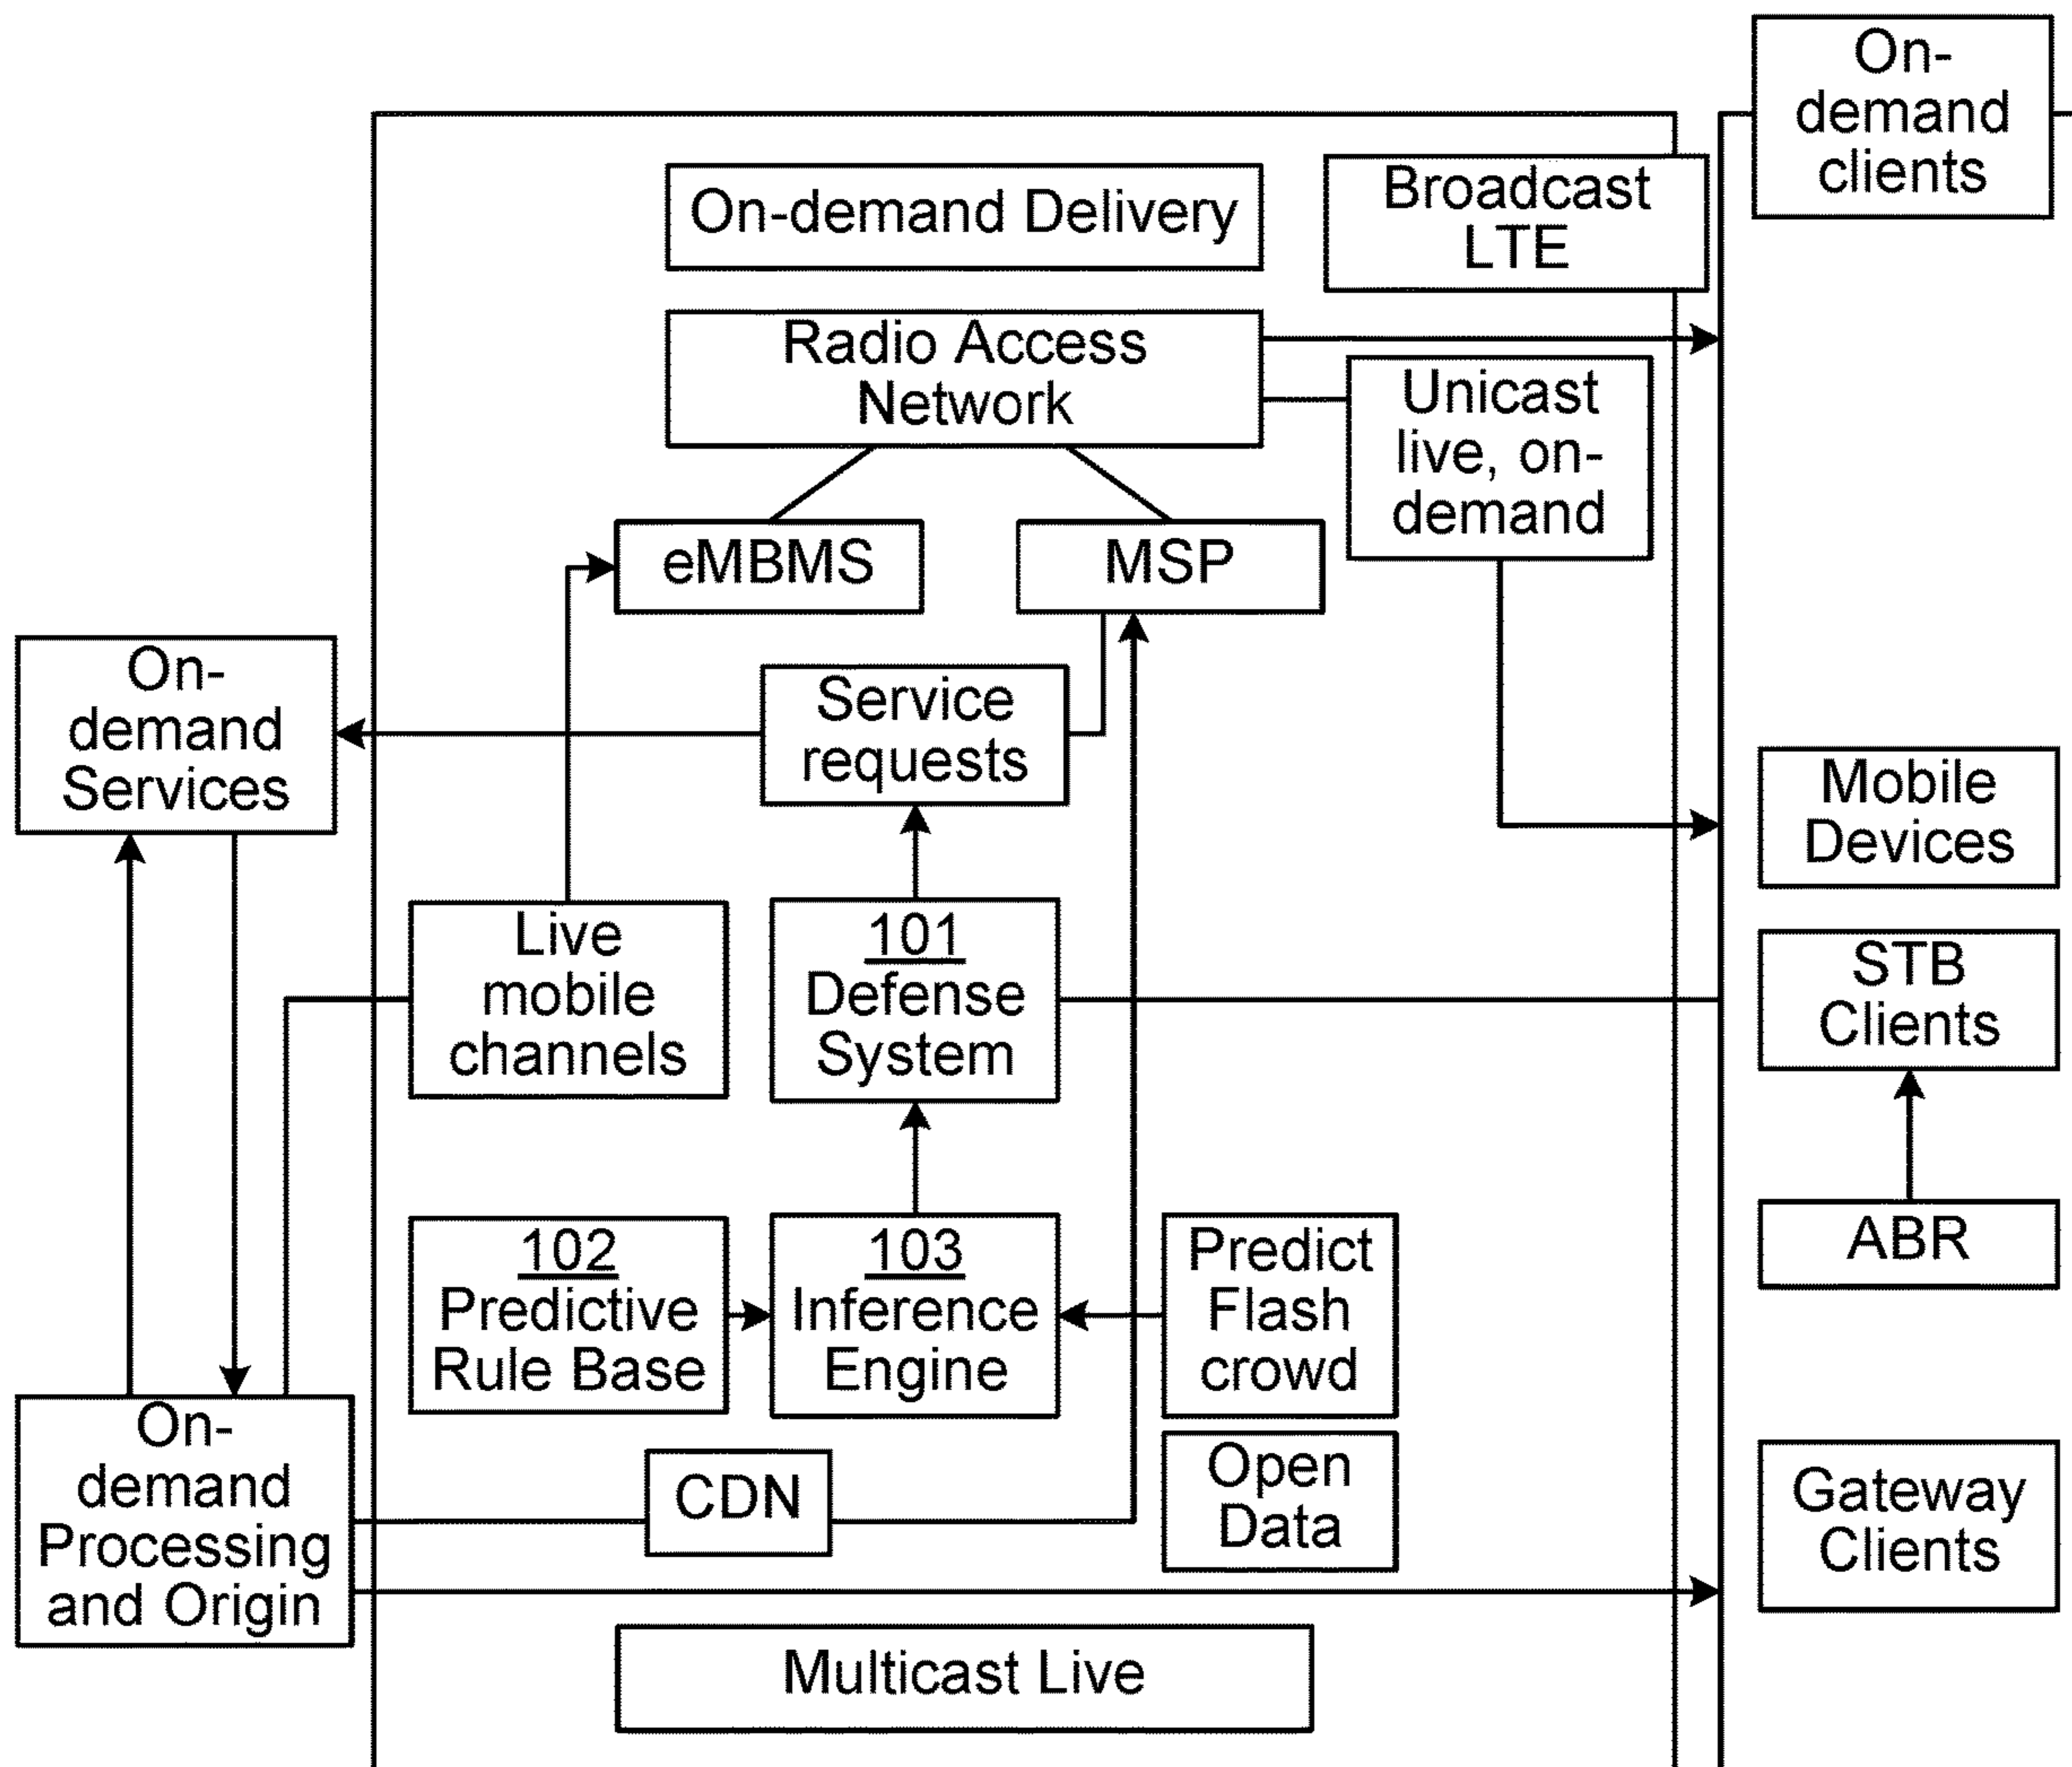 On-
demand
clients
On-demand Delivery
Broadcast
LTE
Radio Access
Network
Unicast
live, on-
demand
eMBMS
MSP
On-
demand
Services
Service
requests
Mobile
Devices
Live
mobile
channels
101
Defense
System
STB
Clients
102
Predictive
Rule Base
103
Inference
Engine
Predict
Flash
crowd
ABR
On-
demand
Processing
and Origin
CDN
Open
Data
Gateway
Clients
Multicast Live